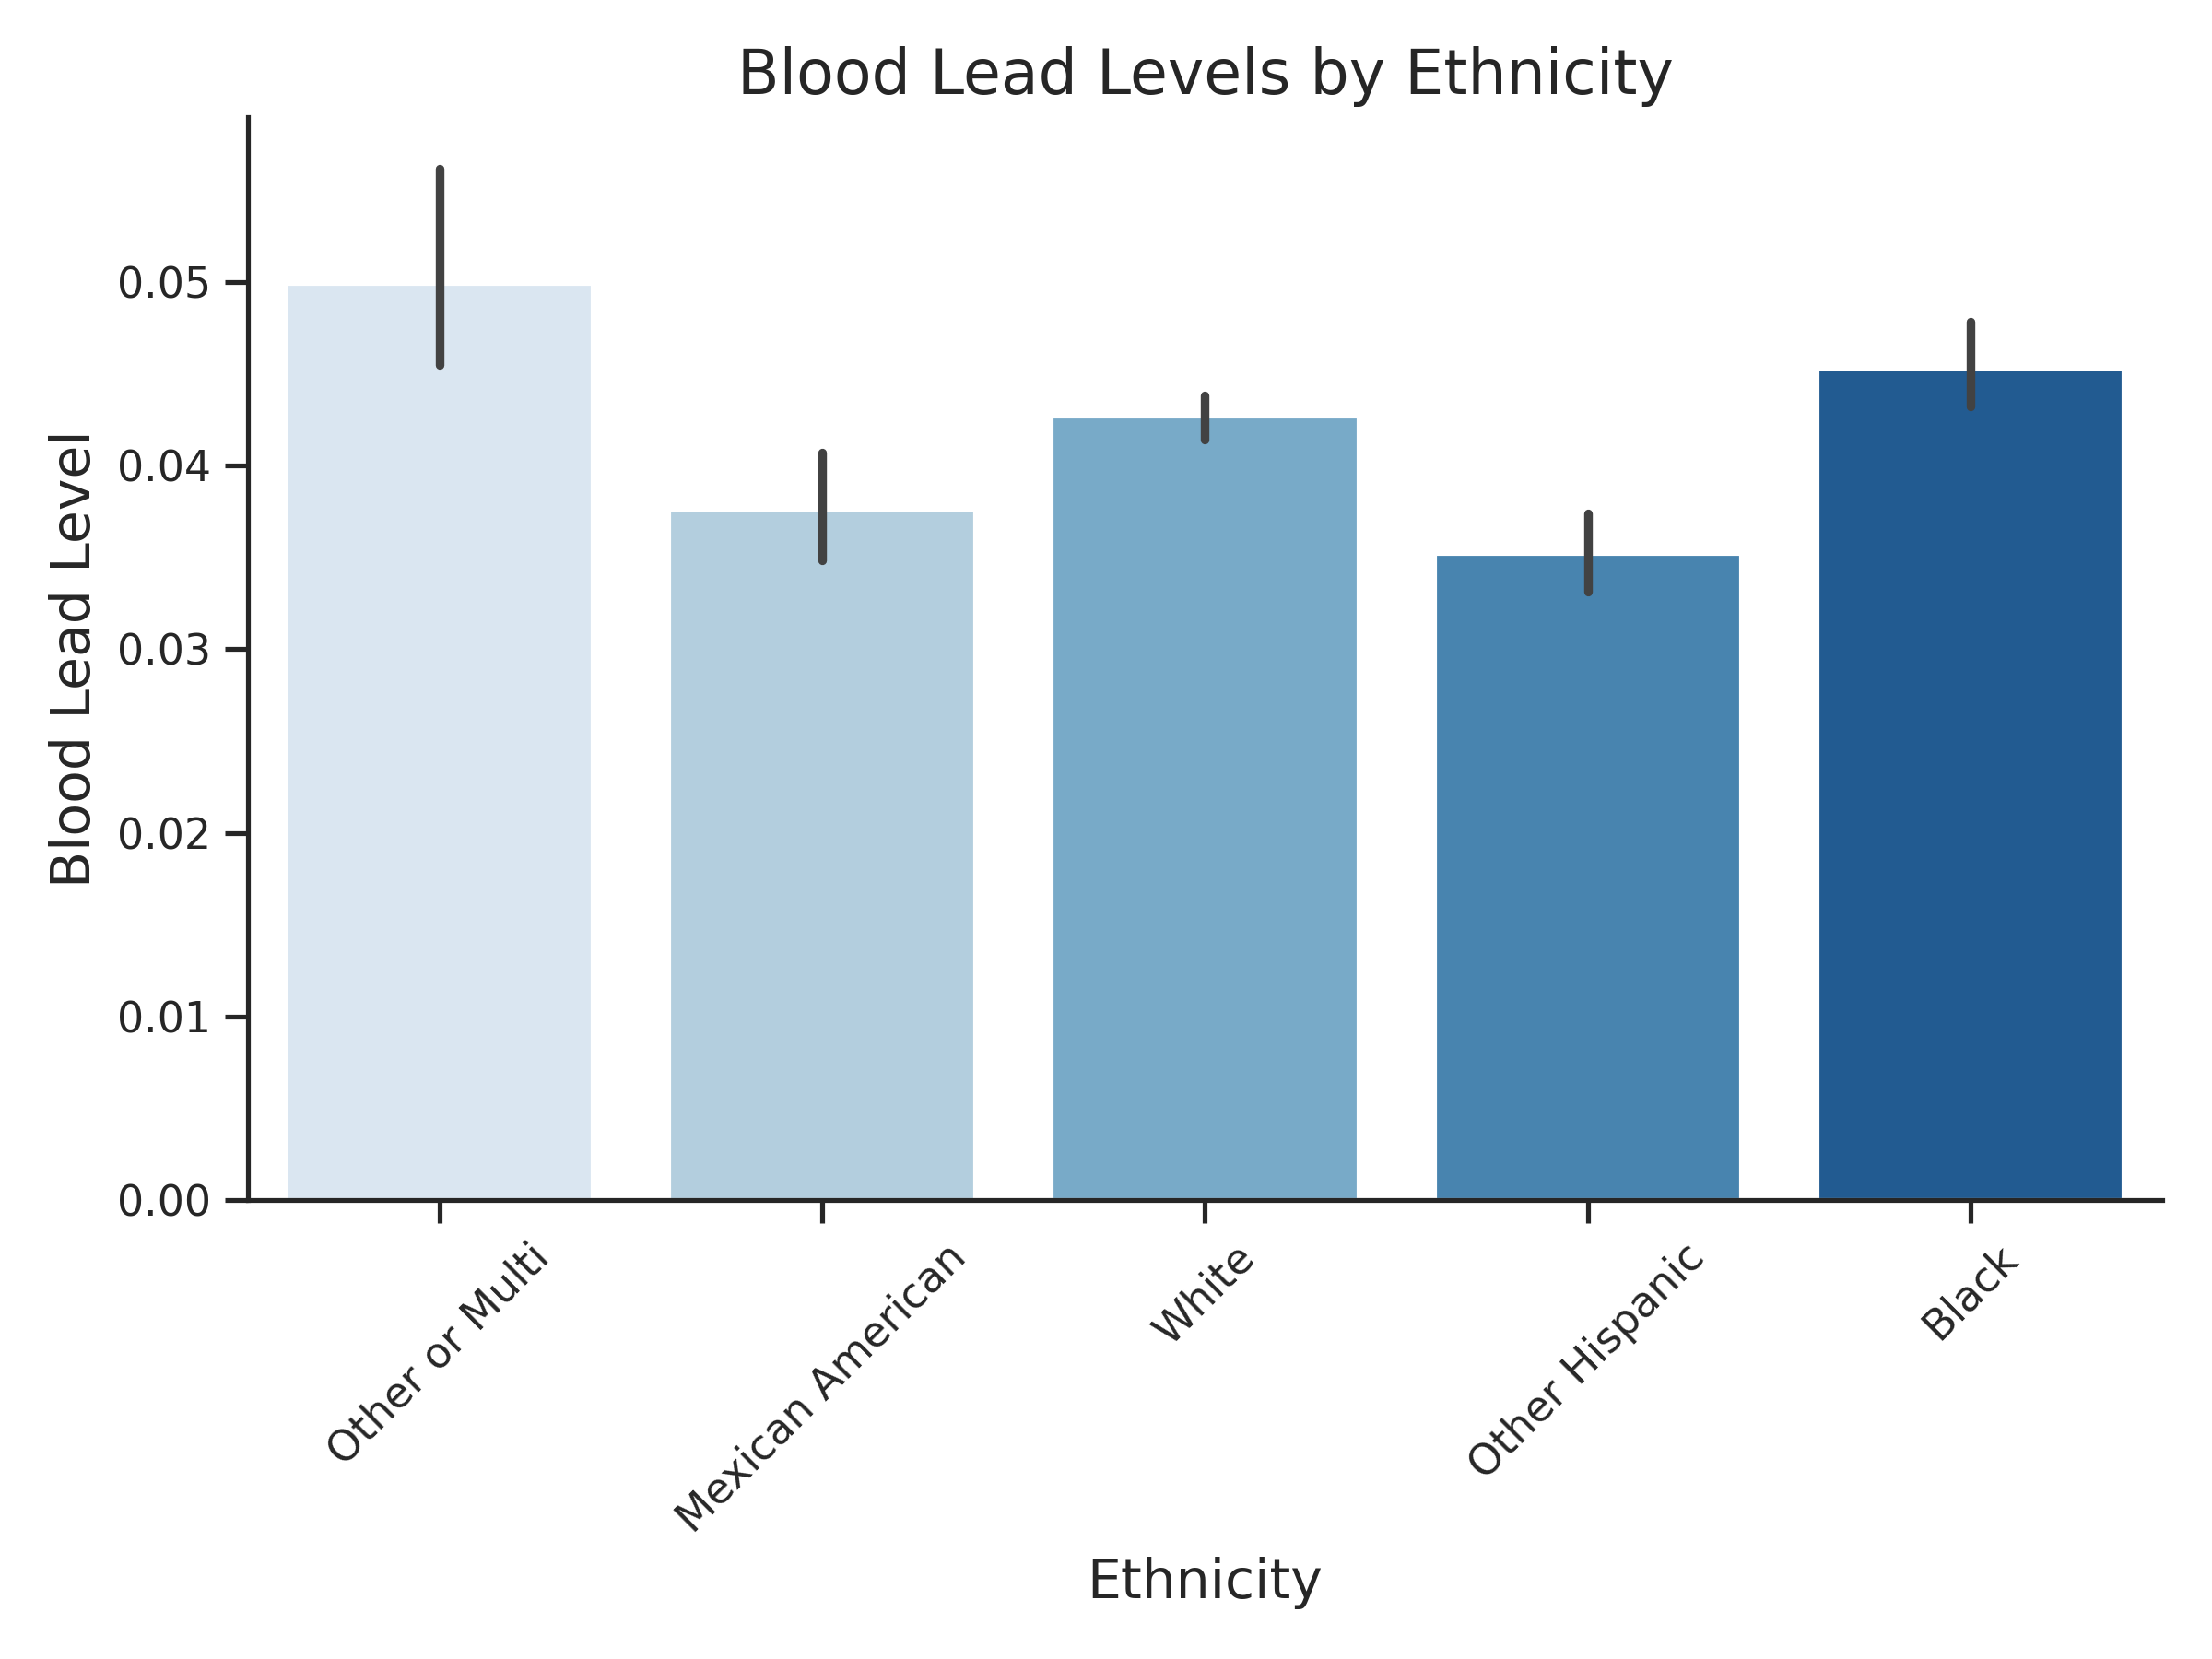 Blood Lead Levels by Ethnicity
Blood Lead Level
0.05
0.04
0.03
0.02
0.01
0.00
Other or Multi
Mexican American
White
Other Hispanic
Black
Ethnicity